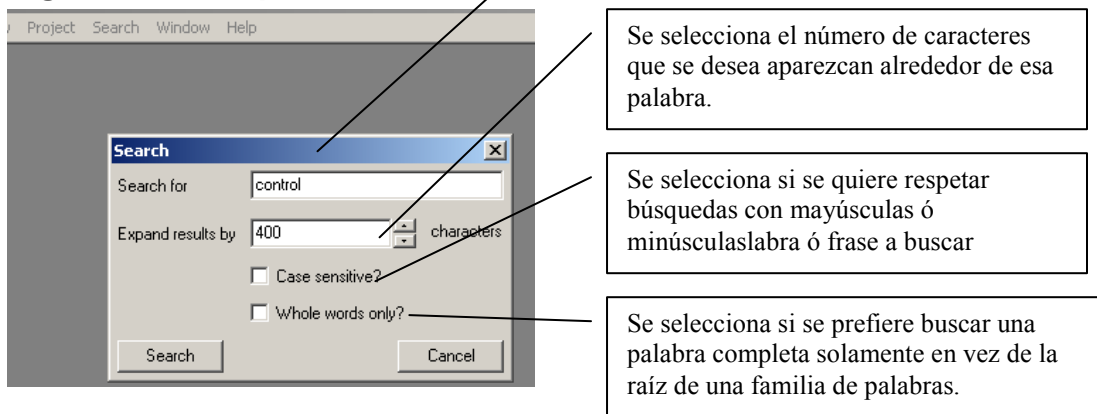 Project Search Window Help
Search
Search for control
Expand results by 400 characters
Case sensitive?
Whole words only?
Search Cancel
Se selecciona el número de caracteres
que se desea aparezcan alrededor de esa
palabra.
Se selecciona si se quiere respetar
búsquedas con mayúsculas ó
minúsculaslabra ó frase a buscar
Se selecciona si se prefiere buscar una
palabra completa solamente en vez de la
raíz de una familia de palabras.